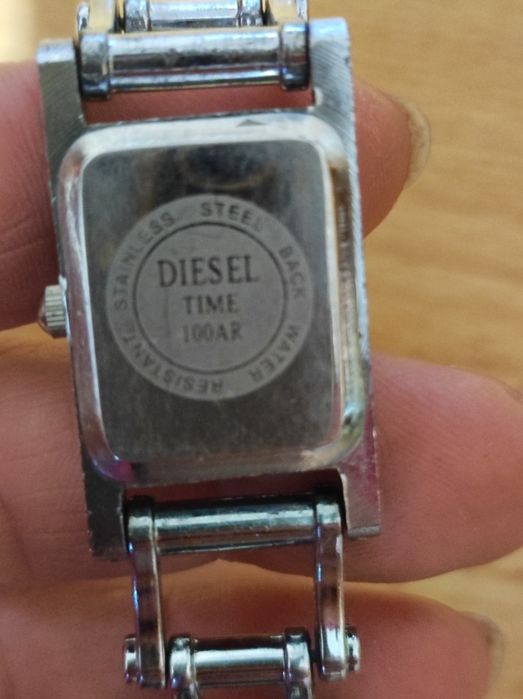 STAINLESS STEEL BACK WATER RESISTANT
DIESEL
TIME
100AR